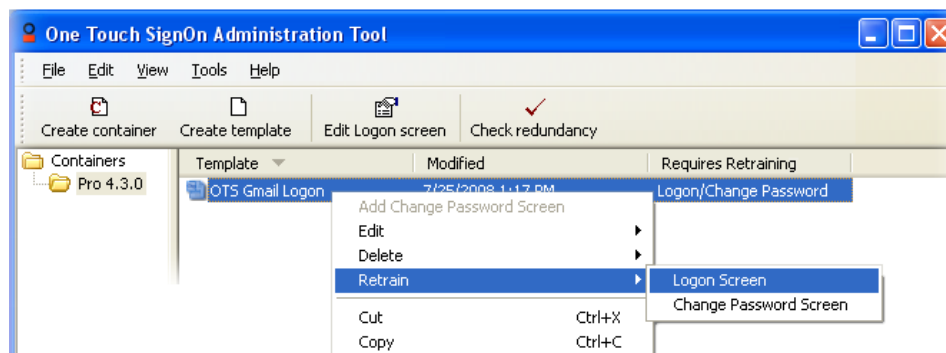 One Touch SignOn Administration Tool
File Edit View Tools Help
Create container Create template Edit Logon screen Check redundancy
Containers
Pro 4.3.0
Template Modified Requires Retraining
OTS Gmail Logon 7/25/2008 1:17 PM Logon/Change Password
Add Change Password Screen
Edit
Delete
Retrain
Logon Screen
Change Password Screen
Cut Ctrl+X
Copy Ctrl+C